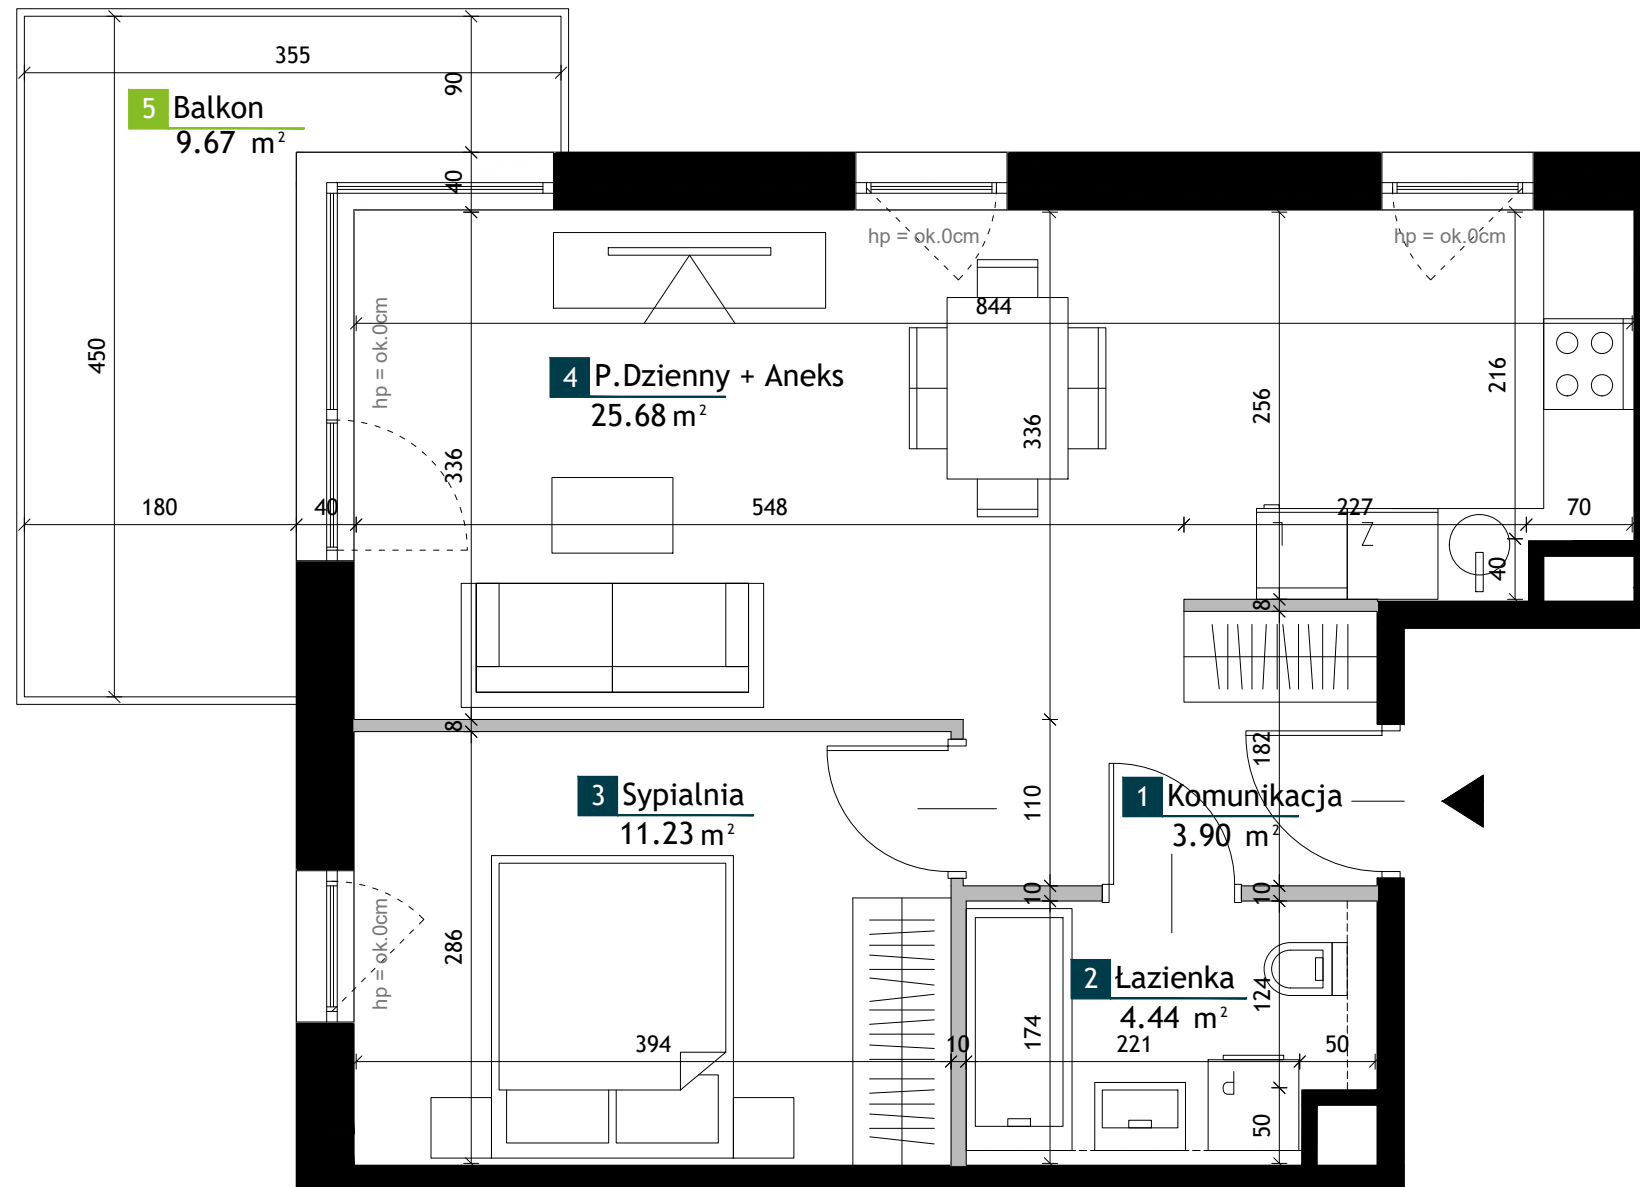 355
90
5 Balkon
9.67 m²
40
hp = ok.0cm
hp = ok.0cm
844
hp = ok.0cm
450
4 P.Dzienny + Aneks
25.68 m²
336
336
256
216
180
40
548
227
70
Z
40
8
8
182
3 Sypialnia
11.23 m²
110
1 Komunikacja
3.90 m²
10
10
hp = ok.0cm
286
2 Łazienka
4.44 m²
124
174
394
10
221
50
P
50